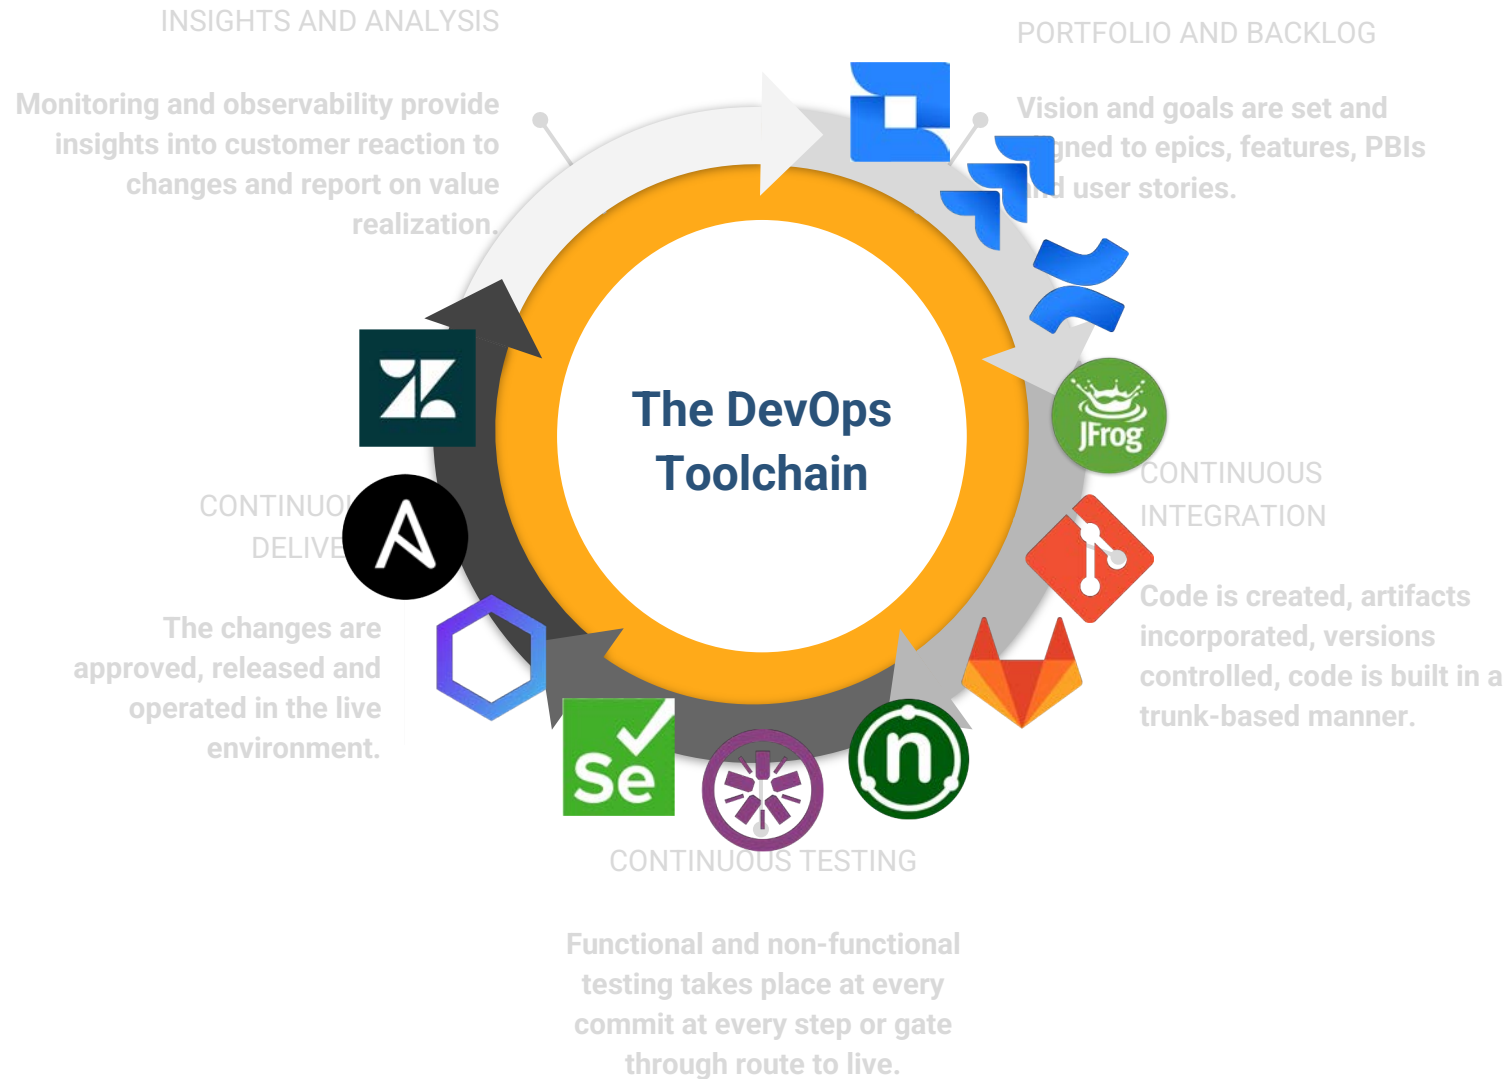 INSIGHTS AND ANALYSIS
Monitoring and observability provide
insights into customer reaction to
changes and report on value
realization.
PORTFOLIO AND BACKLOG
Vision and goals are set and
to epics, features, PBIs
user stories.
The DevOps
Toolchain
JFrog
CONTINUOUS
INTEGRATION
Code is created, artifacts
incorporated, versions
controlled, code is built in a
trunk-based manner.
The changes are
approved, released and
operated in the live
environment.
Se
n
CONTINUOUS TESTING
Functional and non-functional
testing takes place at every
commit at every step or gate
through route to live.